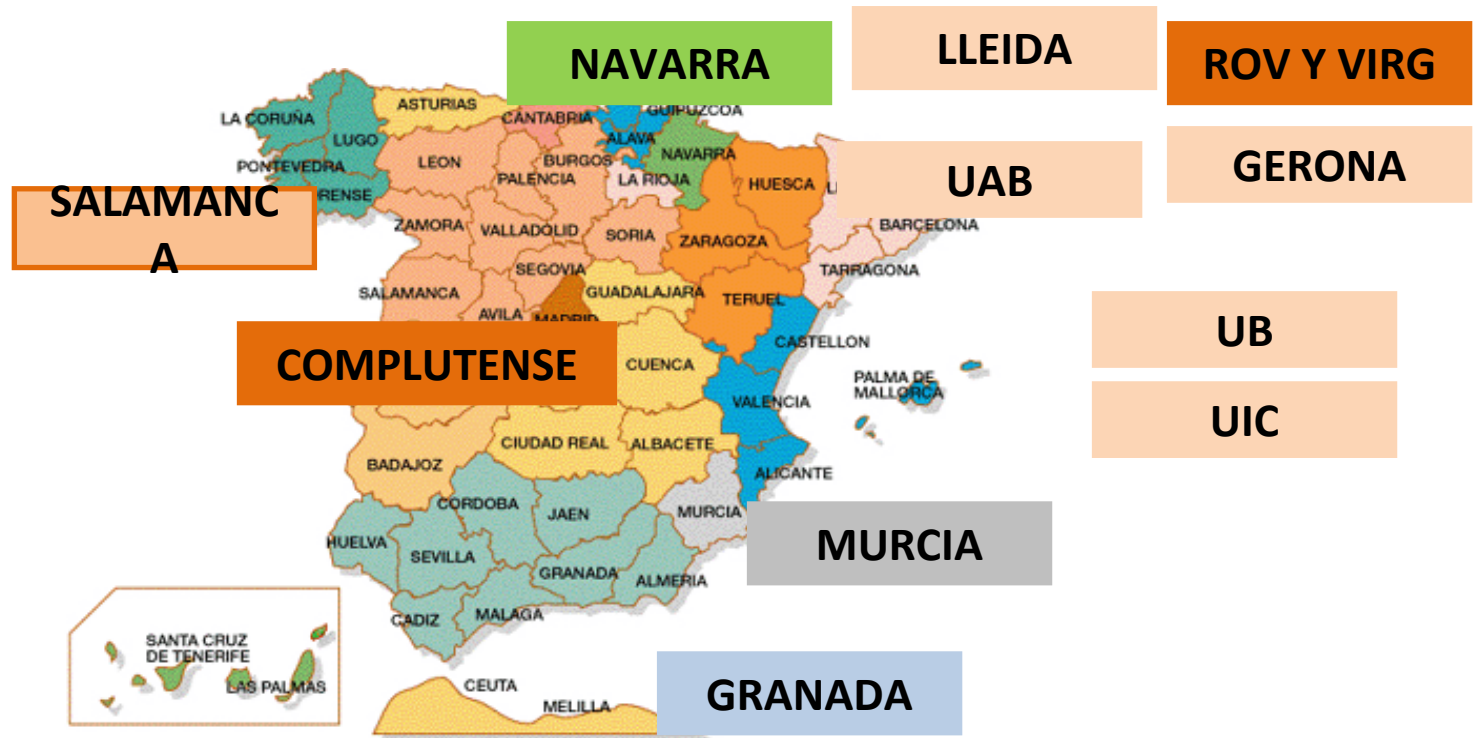 NAVARRA
LLEIDA
ROV Y VIRG
ASTURIAS
CANTABRIA
GUIPUZCOA
LA CORUÑA
LUGO
ALAVA
NAVARRA
PONTEVEDRA
LEON
BURGOS
PALENCIA
LA RIOJA
HUESCA
UAB
GERONA
RENSE
SALAMANC
A
ZAMORA
VALLADOLID
SORIA
ZARAGOZA
BARCELONA
SEGOVIA
TARRAGONA
SALAMANCA
GUADALAJARA
TERUEL
AVILA
MADRID
UB
CASTELLON
COMPLUTENSE
CUENCA
PALMA DE
MALLORCA
VALENCIA
UIC
CIUDAD REAL
ALBACETE
BADAJOZ
ALICANTE
CORDOBA
JAEN
MURCIA
HUELVA
SEVILLA
MURCIA
GRANADA
ALMERIA
CADIZ
MALAGA
SANTA CRUZ
DE TENERIFE
LAS PALMAS
CEUTA
MELILLA
GRANADA